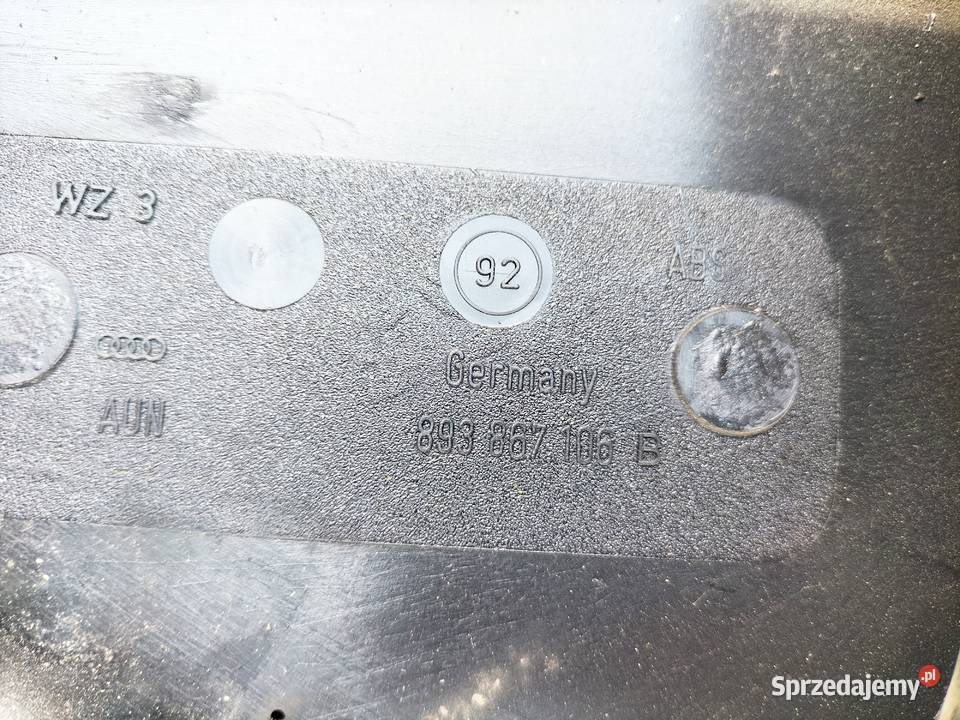 WZ 3
92
ABS
Germany
AUN
893 867 106 B
Sprzedajemy.pl